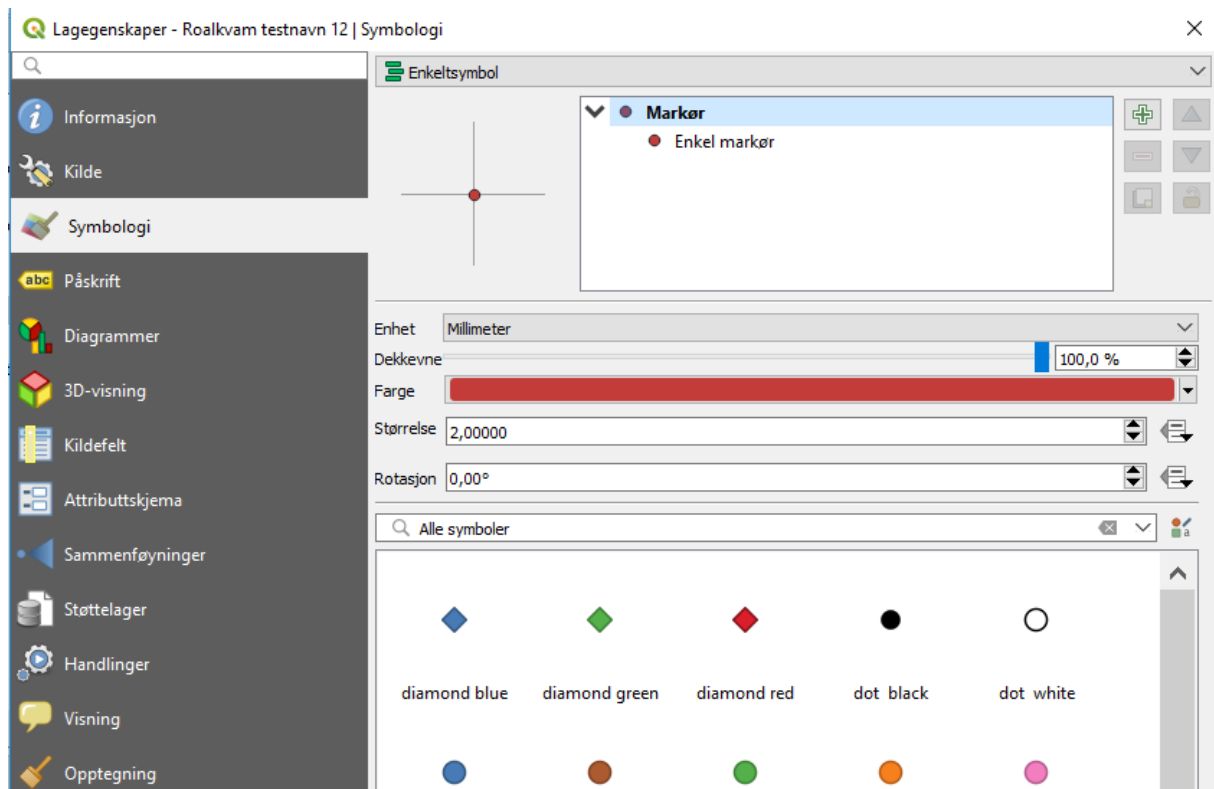 Lagegenskaper - Roalkvam testnavn 12 | Symbologi
Enkeltsymbol
Informasjon
Kilde
Symbologi
abc Påskrift
Diagrammer
3D-visning
Kildefelt
Attributtskjema
Sammenføyninger
Støttelager
Handlinger
Visning
Opptegning
Markør
Enkel markør
Enhet Millimeter
Dekkevne 100,0 %
Farge
Størrelse 2,00000
Rotasjon 0,00°
Alle symboler
a
diamond blue diamond green diamond red dot black dot white